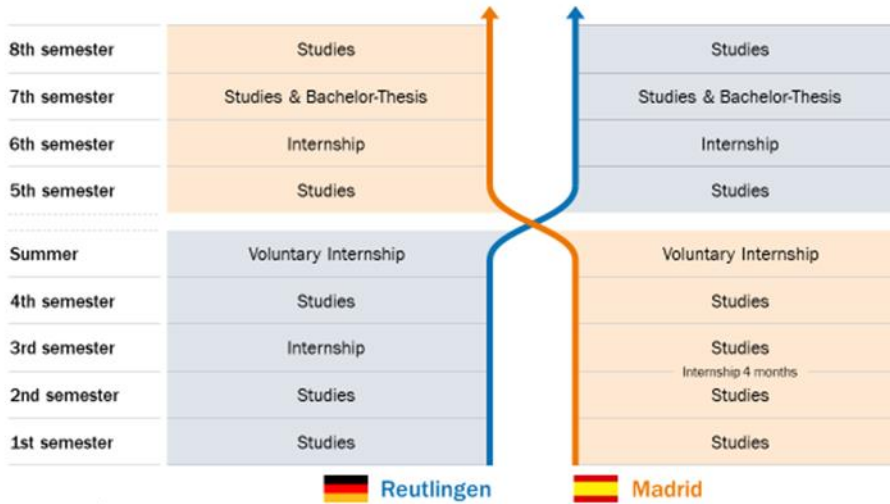 8th semester Studies Studies
7th semester Studies & Bachelor-Thesis Studies & Bachelor-Thesis
6th semester Internship Internship
5th semester Studies Studies
Summer Voluntary Internship Voluntary Internship
4th semester Studies Studies
3rd semester Internship Studies
Internship 4 months
2nd semester Studies Studies
1st semester Studies Studies
Reutlingen Madrid